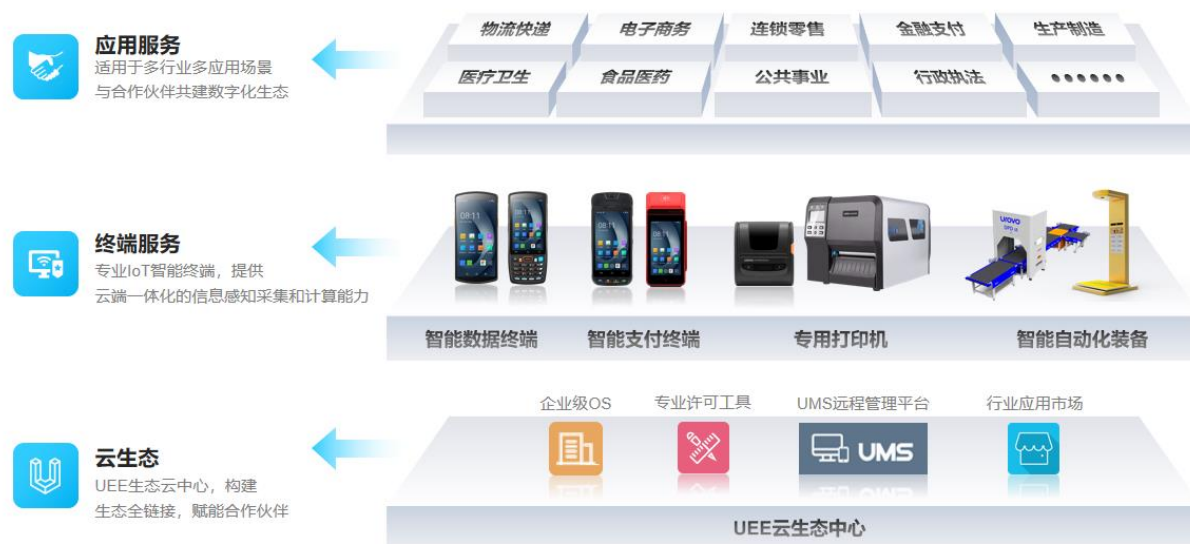 应用服务
适用于多行业多应用场景
与合作伙伴共建数字化生态
物流快递
电子商务
连锁零售
金融支付
生产制造
医疗卫生
食品医药
公共事业
行政执法
••••••
终端服务
专业IoT智能终端，提供
云端一体化的信息感知采集和计算能力
08:11
08:11
UROVO
智能数据终端
智能支付终端
专用打印机
智能自动化装备
云生态
UEE生态云中心，构建
生态全链接，赋能合作伙伴
企业级OS
专业许可工具
UMS远程管理平台
行业应用市场
UMS
UEE云生态中心